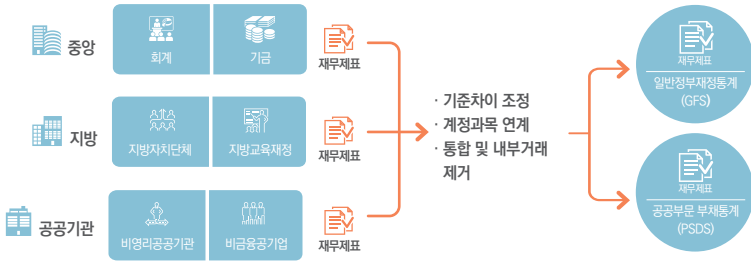 중앙
회계
기금
재무제표
지방
지방자치단체
지방교육재정
재무제표
공공기관
비영리공공기관
비금융공기업
재무제표
· 기준차이 조정
· 계정과목 연계
· 통합 및 내부거래
제거
재무제표
일반정부재정통계
(GFS)
재무제표
공공부문 부채통계
(PSDS)